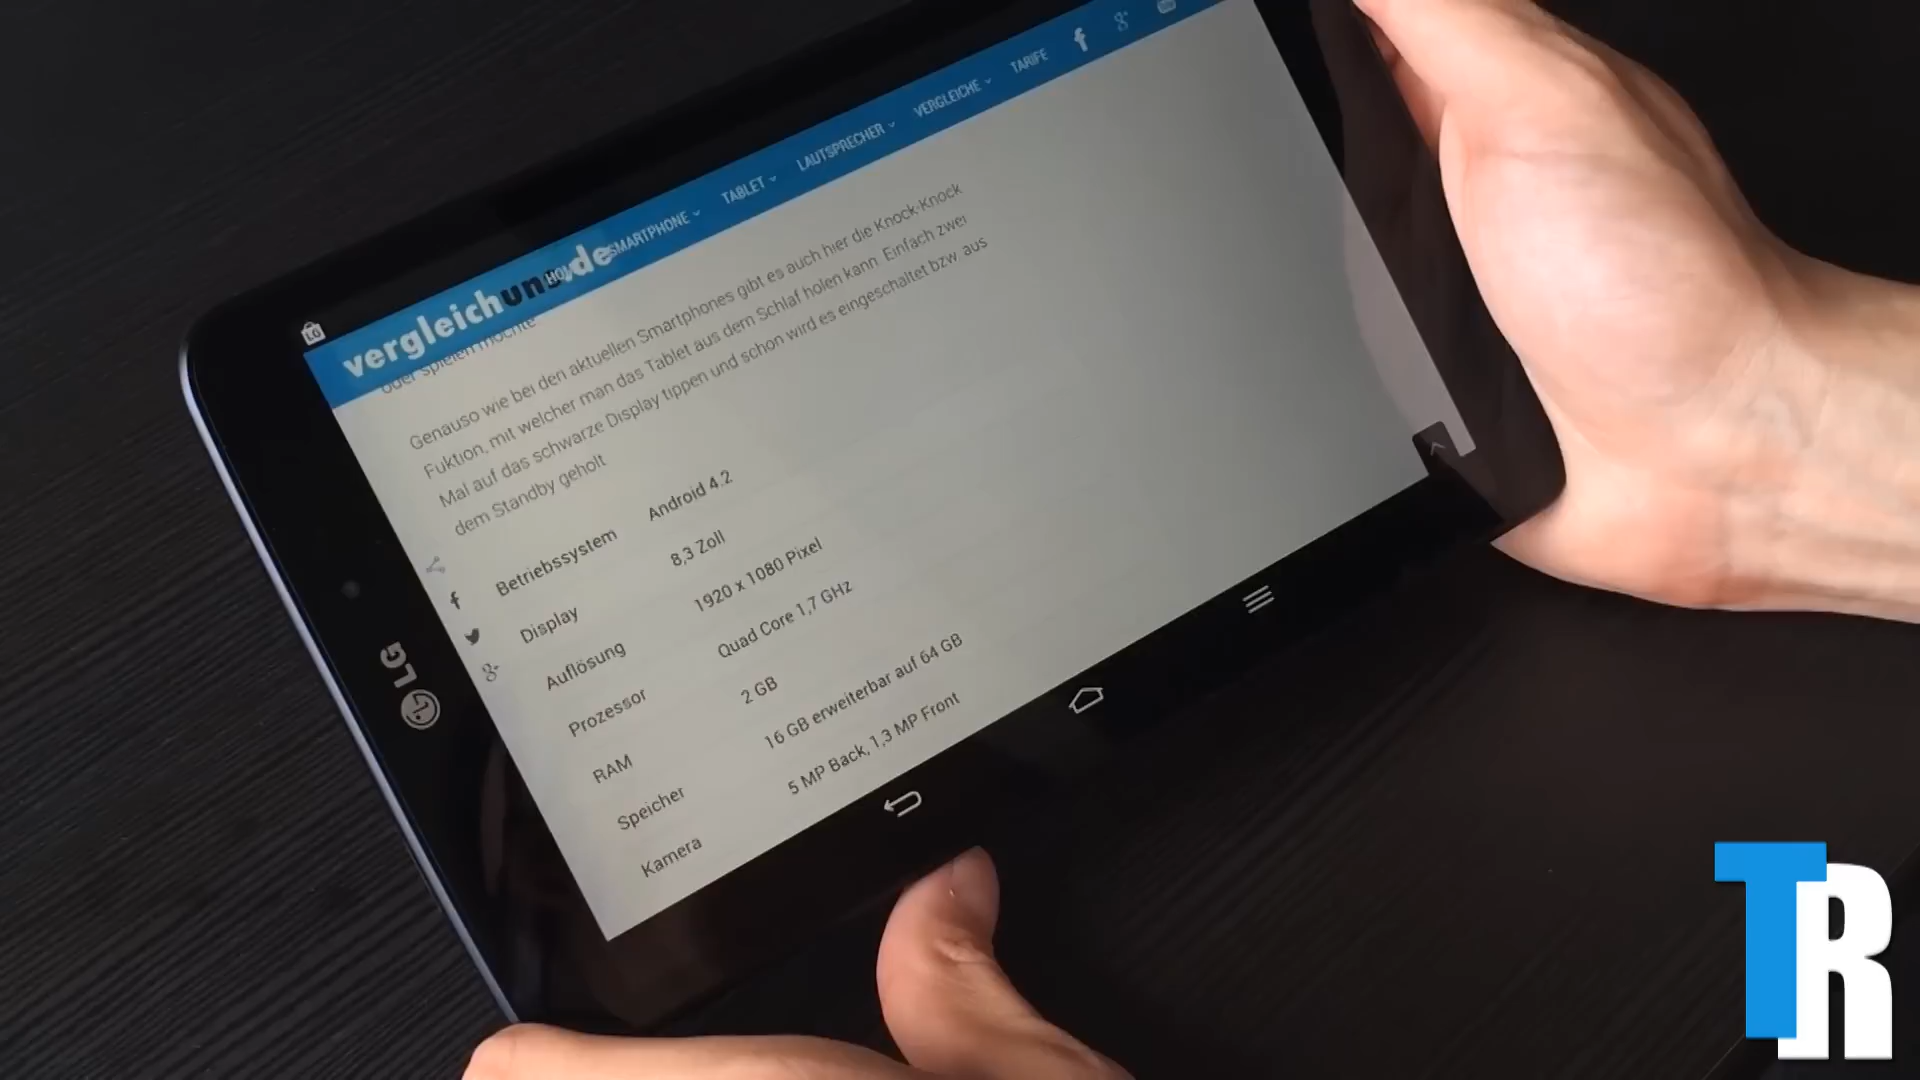 SMARTPHONE TABLET LAUTSPRECHER VERGLEICHE TARIFE
vergleichuns.de
oder spielen möchte
Genauso wie bei den aktuellen Smartphones gibt es auch hier die Knock-Knock
Fuktion, mit welcher man das Tablet aus dem Schlaf holen kann. Einfach zwei
Mal auf das schwarze Display tippen und schon wird es eingeschaltet bzw. aus
dem Standby geholt
Betriebssystem Android 4.2
Display 8,3 Zoll
Auflösung 1920 x 1080 Pixel
Prozessor Quad Core 1,7 GHz
RAM 2 GB
Speicher 16 GB erweiterbar auf 64 GB
Kamera 5 MP Back, 1,3 MP Front
LG
LG
TR